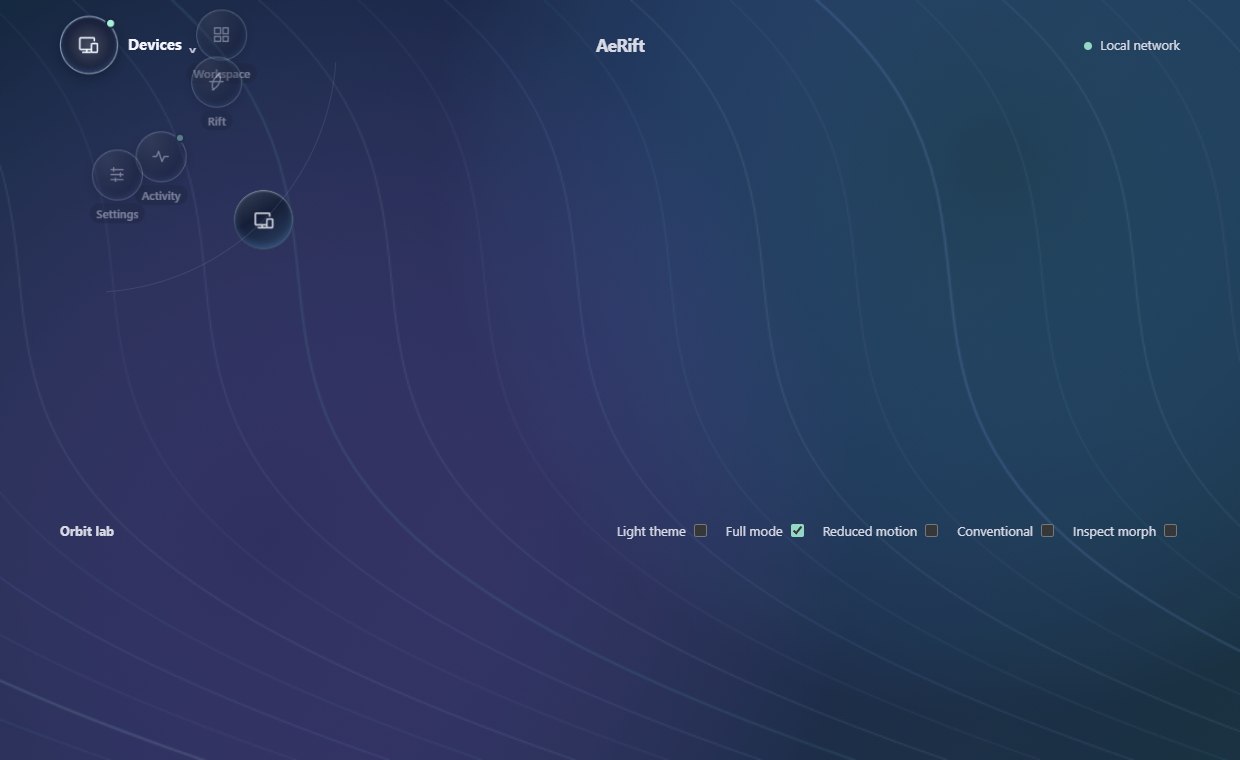 Devices
AeRift
Local network
Workspace
Rift
Activity
Settings
Orbit lab
Light theme
Full mode
Reduced motion
Conventional
Inspect morph